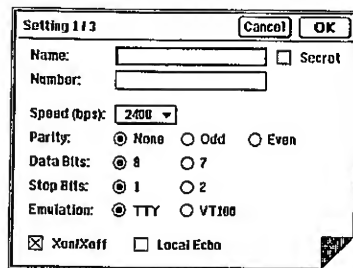 Setting 1/3 Cancel OK
Name: Secret
Number:
Speed (bps): 2400
Parity: None Odd Even
Data Bits: 8 7
Stop Bits: 1 2
Emulation: TTY VT100
Xon/Xoff Local Echo